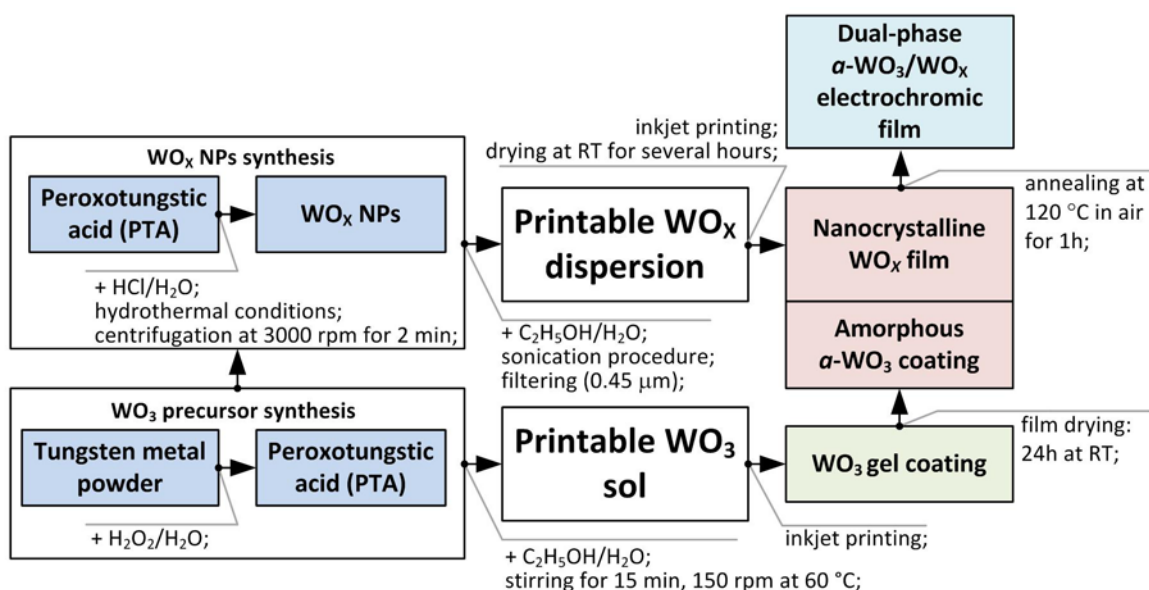 Dual-phase
a-WO₃/WOₓ
electrochromic
film
inkjet printing;
drying at RT for several hours;
annealing at
120 °C in air
for 1h;
WOₓ NPs synthesis
Peroxotungstic
acid (PTA)
WOₓ NPs
+ HCl/H₂O;
hydrothermal conditions;
centrifugation at 3000 rpm for 2 min;
Printable WOₓ
dispersion
+ C₂H₅OH/H₂O;
sonication procedure;
filtering (0.45 µm);
Nanocrystalline
WOₓ film
Amorphous
a-WO₃ coating
WO₃ precursor synthesis
Tungsten metal
powder
Peroxotungstic
acid (PTA)
+ H₂O₂/H₂O;
Printable WO₃
sol
+ C₂H₅OH/H₂O;
stirring for 15 min, 150 rpm at 60 °C;
WO₃ gel coating
inkjet printing;
film drying:
24h at RT;